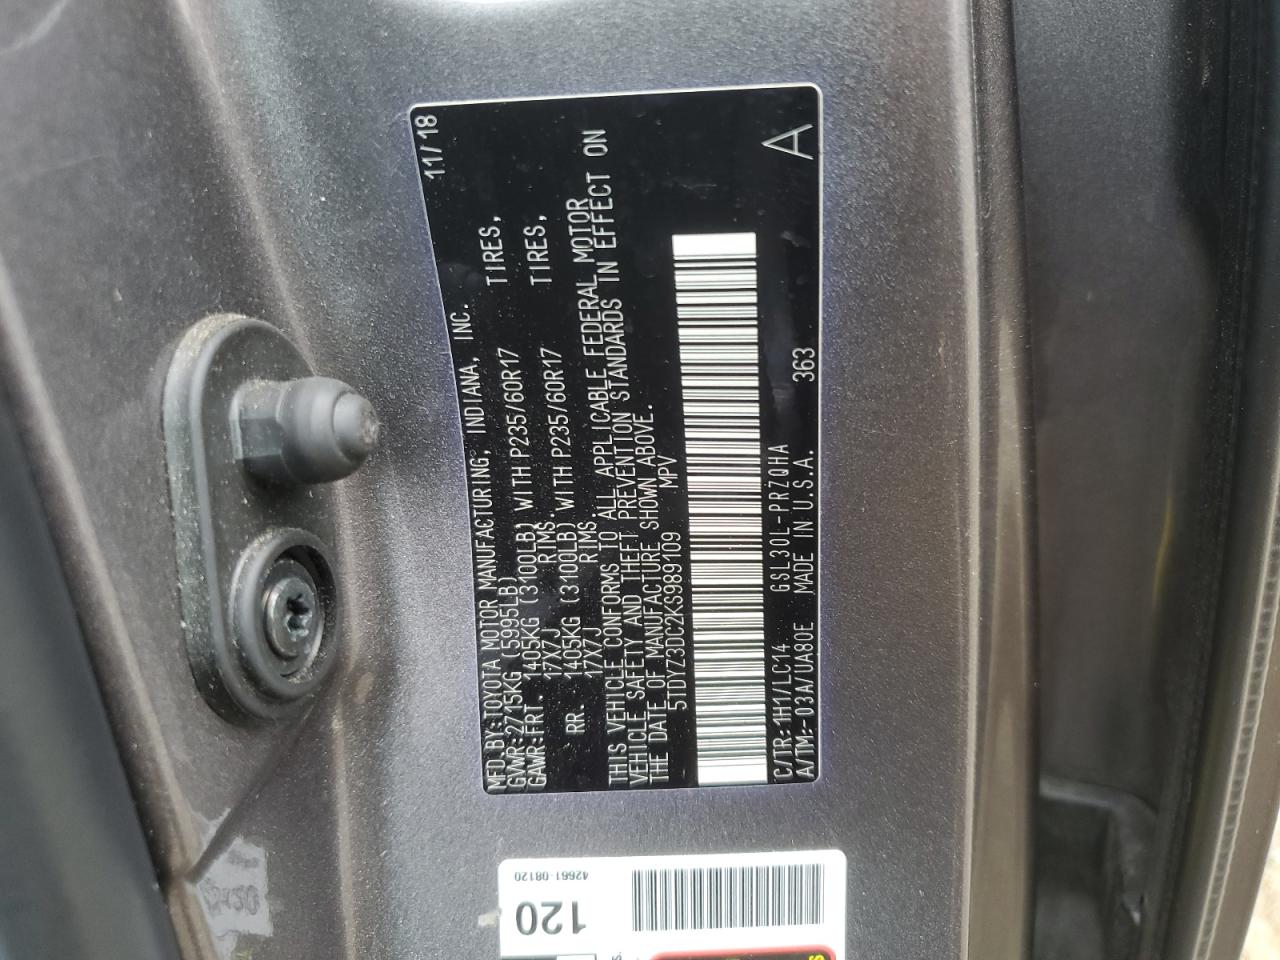 MFD.BY:TOYOTA MOTOR MANUFACTURING, INDIANA, INC. 11/18
GVWR:2715KG (5995LB)
GAWR:FRT. 1405KG (3100LB) WITH P235/60R17 TIRES,
17X7J RIMS.
RR. 1405KG (3100LB) WITH P235/60R17 TIRES,
17X7J RIMS.
THIS VEHICLE CONFORMS TO ALL APPLICABLE FEDERAL MOTOR
VEHICLE SAFETY AND THEFT PREVENTION STANDARDS IN EFFECT ON
THE DATE OF MANUFACTURE SHOWN ABOVE.
5TDYZ3DC2KS989109 MPV
C/TR:1H1/LC14 GSL30L-PRZQHA
A/TM:-03A/UA80E MADE IN U.S.A. 363 A
42661-08120
120